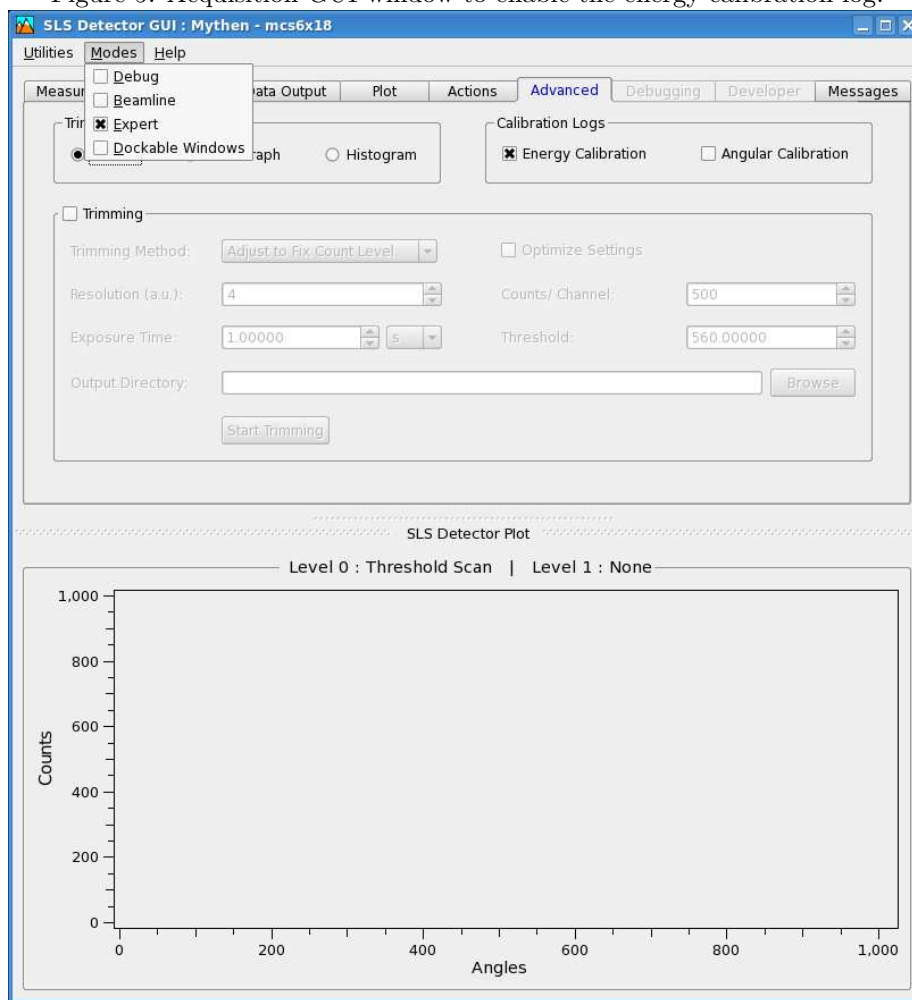 Figure 5: Acquisition GUI window to enable the energy calibration log.
SLS Detector GUI : Mythen - mcs6x18
Utilities Modes Help
Debug
Beamline
Expert
Dockable Windows
Measur ata Output Plot Actions Advanced Debugging Developer Messages
Trir raph Histogram
Calibration Logs
Energy Calibration Angular Calibration
Trimming
Trimming Method: Adjust to Fix Count Level Optimize Settings
Resolution (a.u.): 4 Counts/ Channel: 500
Exposure Time: 1.00000 s Threshold: 560.00000
Output Directory: Browse
Start Trimming
SLS Detector Plot
Level 0 : Threshold Scan | Level 1 : None
1,000
800
600
400
200
0
Counts
0 200 400 600 800 1,000
Angles